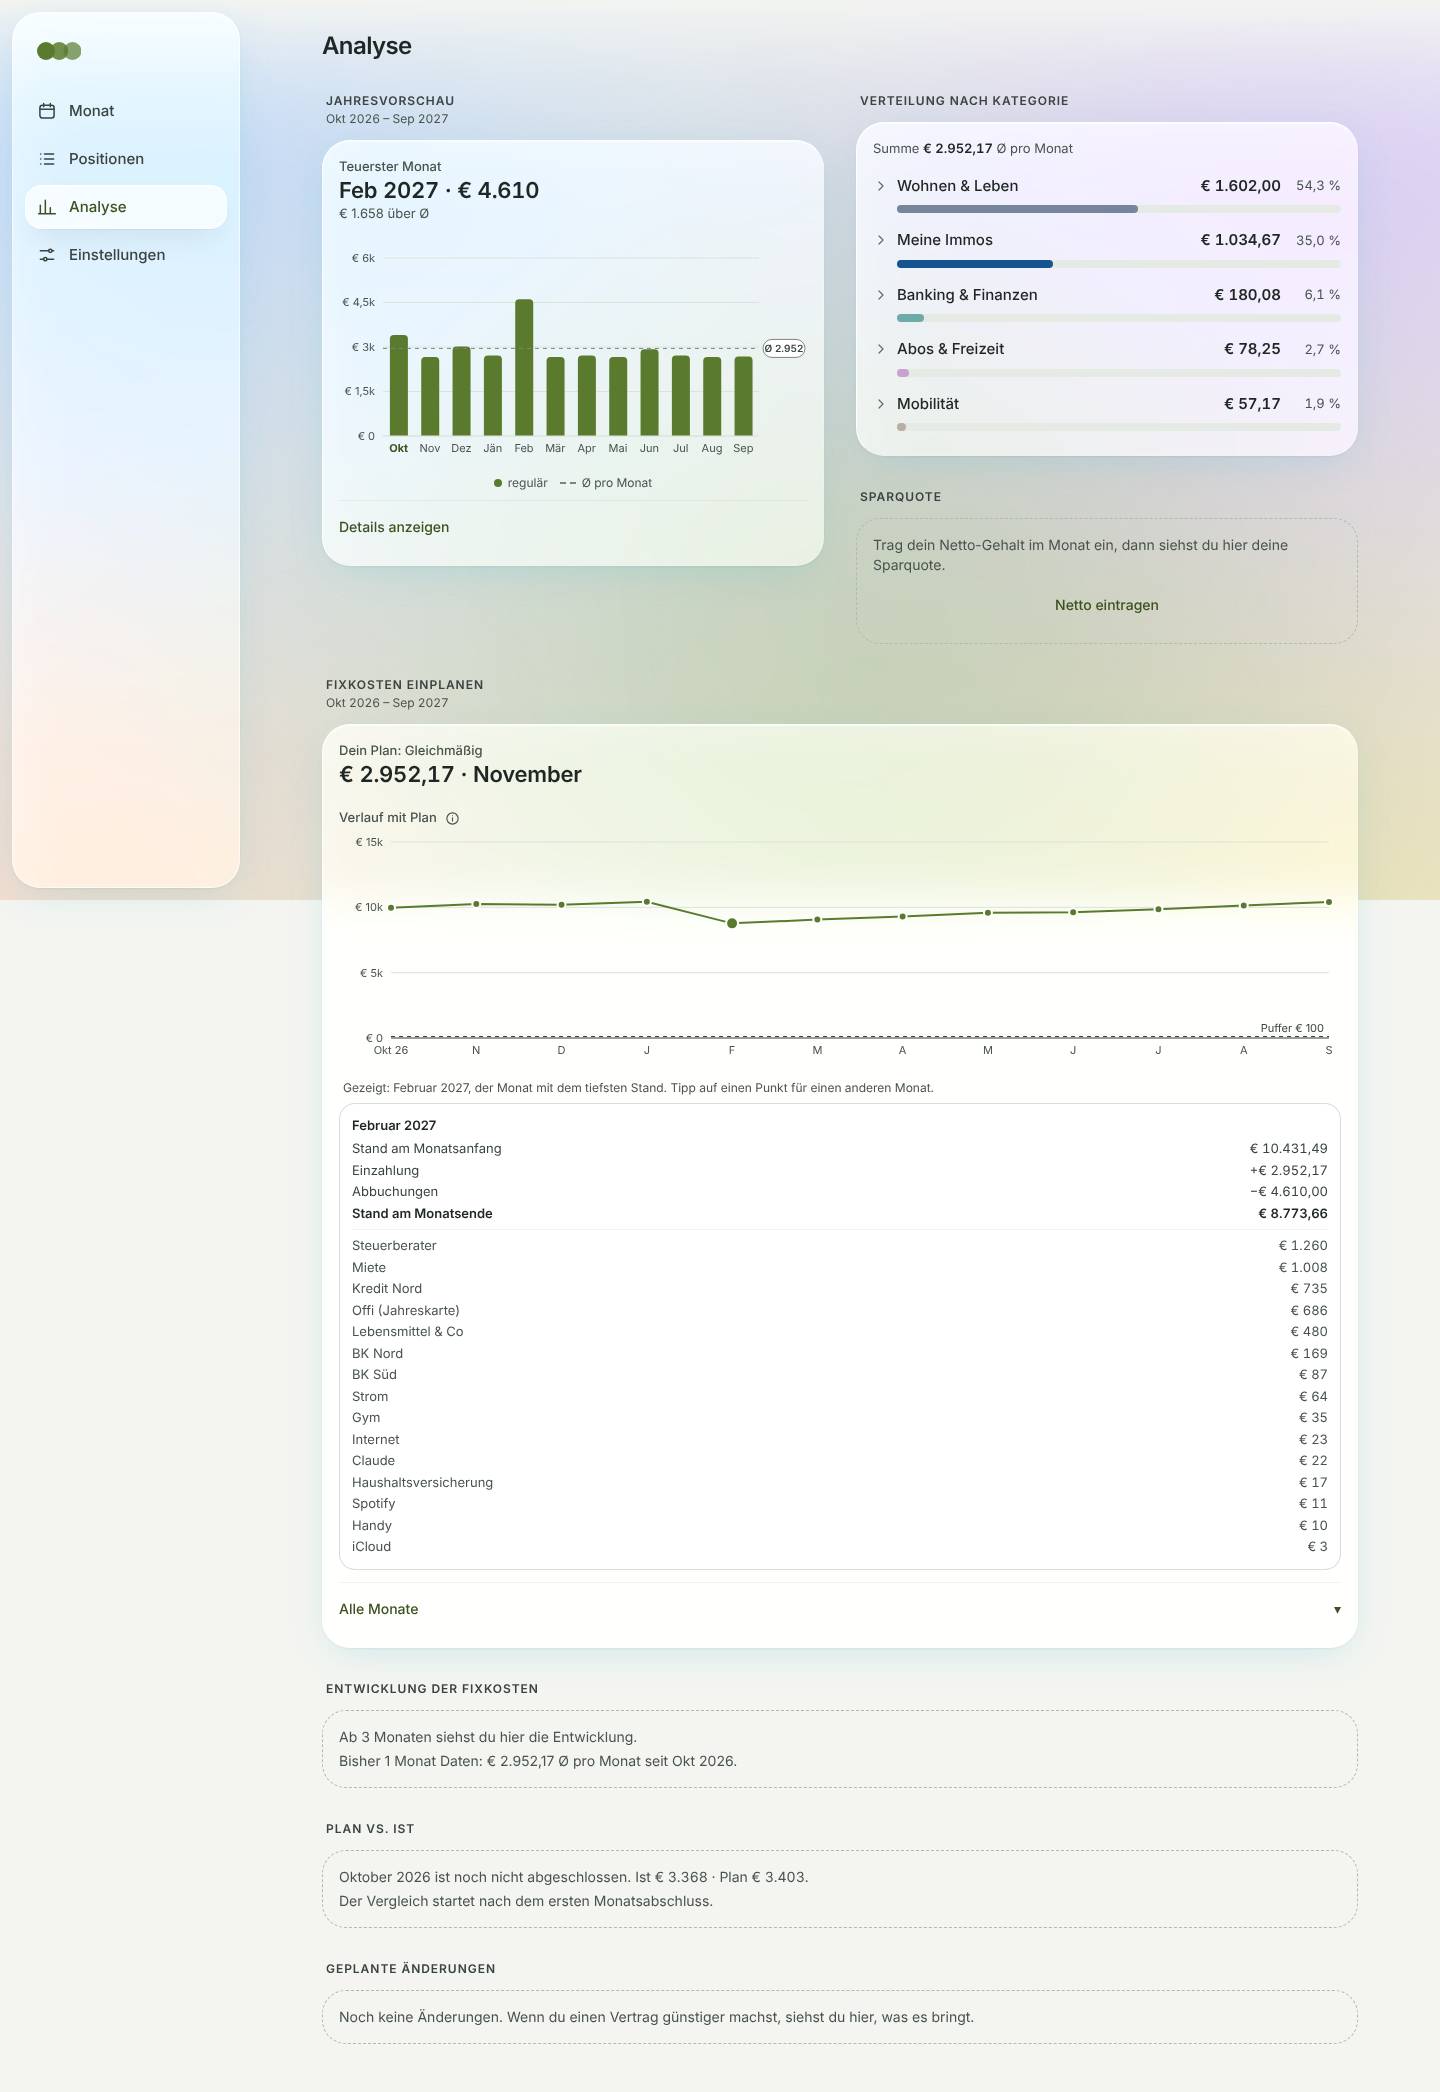 Monat
Positionen
Analyse
Einstellungen
Analyse
JAHRESVORSCHAU
Okt 2026 – Sep 2027
Teuerster Monat
Feb 2027 · € 4.610
€ 1.658 über Ø
€ 6k
€ 4,5k
€ 3k
€ 1,5k
€ 0
Ø 2.952
Okt Nov Dez Jän Feb Mär Apr Mai Jun Jul Aug Sep
regulär Ø pro Monat
Details anzeigen
VERTEILUNG NACH KATEGORIE
Summe € 2.952,17 Ø pro Monat
Wohnen & Leben € 1.602,00 54,3 %
Meine Immos € 1.034,67 35,0 %
Banking & Finanzen € 180,08 6,1 %
Abos & Freizeit € 78,25 2,7 %
Mobilität € 57,17 1,9 %
SPARQUOTE
Trag dein Netto-Gehalt im Monat ein, dann siehst du hier deine
Sparquote.
Netto eintragen
FIXKOSTEN EINPLANEN
Okt 2026 – Sep 2027
Dein Plan: Gleichmäßig
€ 2.952,17 · November
Verlauf mit Plan
€ 15k
€ 10k
€ 5k
€ 0
Puffer € 100
Okt 26 N D J F M A M J J A S
Gezeigt: Februar 2027, der Monat mit dem tiefsten Stand. Tipp auf einen Punkt für einen anderen Monat.
Februar 2027
Stand am Monatsanfang € 10.431,49
Einzahlung +€ 2.952,17
Abbuchungen −€ 4.610,00
Stand am Monatsende € 8.773,66
Steuerberater € 1.260
Miete € 1.008
Kredit Nord € 735
Offi (Jahreskarte) € 686
Lebensmittel & Co € 480
BK Nord € 169
BK Süd € 87
Strom € 64
Gym € 35
Internet € 23
Claude € 22
Haushaltsversicherung € 17
Spotify € 11
Handy € 10
iCloud € 3
Alle Monate
ENTWICKLUNG DER FIXKOSTEN
Ab 3 Monaten siehst du hier die Entwicklung.
Bisher 1 Monat Daten: € 2.952,17 Ø pro Monat seit Okt 2026.
PLAN VS. IST
Oktober 2026 ist noch nicht abgeschlossen. Ist € 3.368 · Plan € 3.403.
Der Vergleich startet nach dem ersten Monatsabschluss.
GEPLANTE ÄNDERUNGEN
Noch keine Änderungen. Wenn du einen Vertrag günstiger machst, siehst du hier, was es bringt.